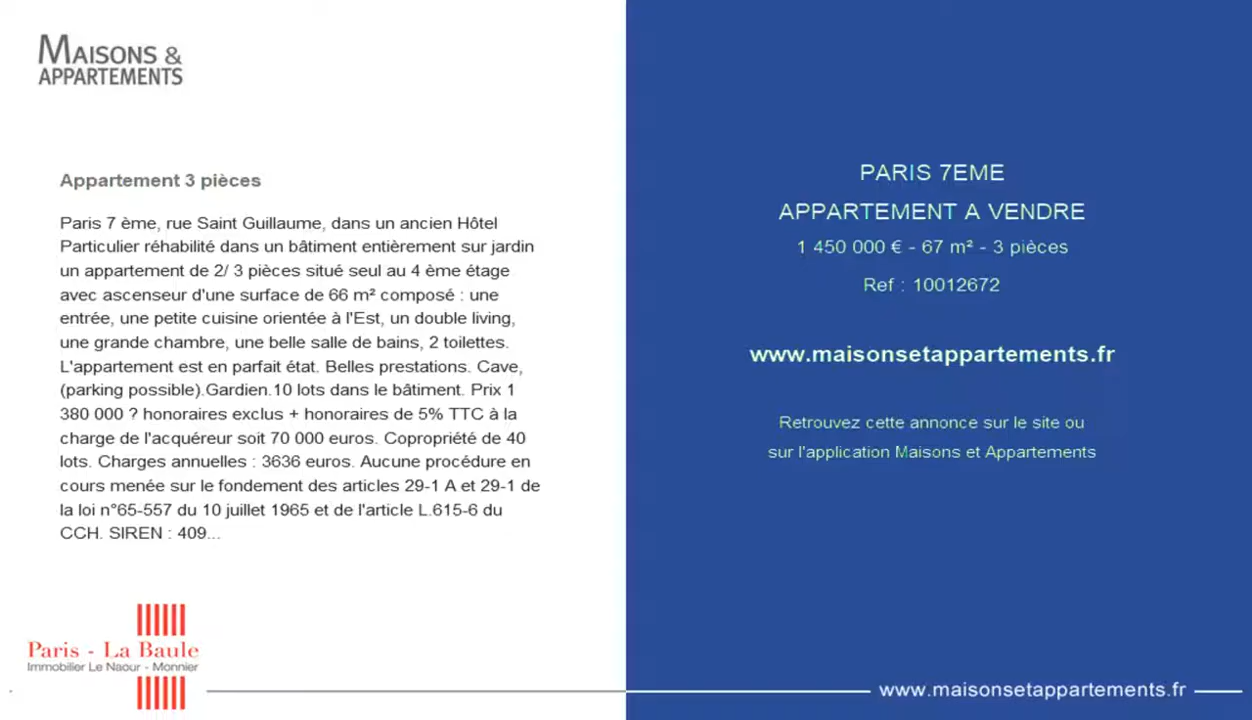 MAISONS &
APPARTEMENTS
Appartement 3 pièces
Paris 7 ème, rue Saint Guillaume, dans un ancien Hôtel
Particulier réhabilité dans un bâtiment entièrement sur jardin
un appartement de 2/ 3 pièces situé seul au 4 ème étage
avec ascenseur d'une surface de 66 m² composé : une
entrée, une petite cuisine orientée à l'Est, un double living,
une grande chambre, une belle salle de bains, 2 toilettes.
L'appartement est en parfait état. Belles prestations. Cave,
(parking possible).Gardien.10 lots dans le bâtiment. Prix 1
380 000 ? honoraires exclus + honoraires de 5% TTC à la
charge de l'acquéreur soit 70 000 euros. Copropriété de 40
lots. Charges annuelles : 3636 euros. Aucune procédure en
cours menée sur le fondement des articles 29-1 A et 29-1 de
la loi n°65-557 du 10 juillet 1965 et de l'article L.615-6 du
CCH. SIREN : 409...
Paris - La Baule
Immobilier Le Naour - Monnier
PARIS 7EME
APPARTEMENT A VENDRE
1 450 000 € - 67 m² - 3 pièces
Ref : 10012672
www.maisonsetappartements.fr
Retrouvez cette annonce sur le site ou
sur l'application Maisons et Appartements
www.maisonsetappartements.fr